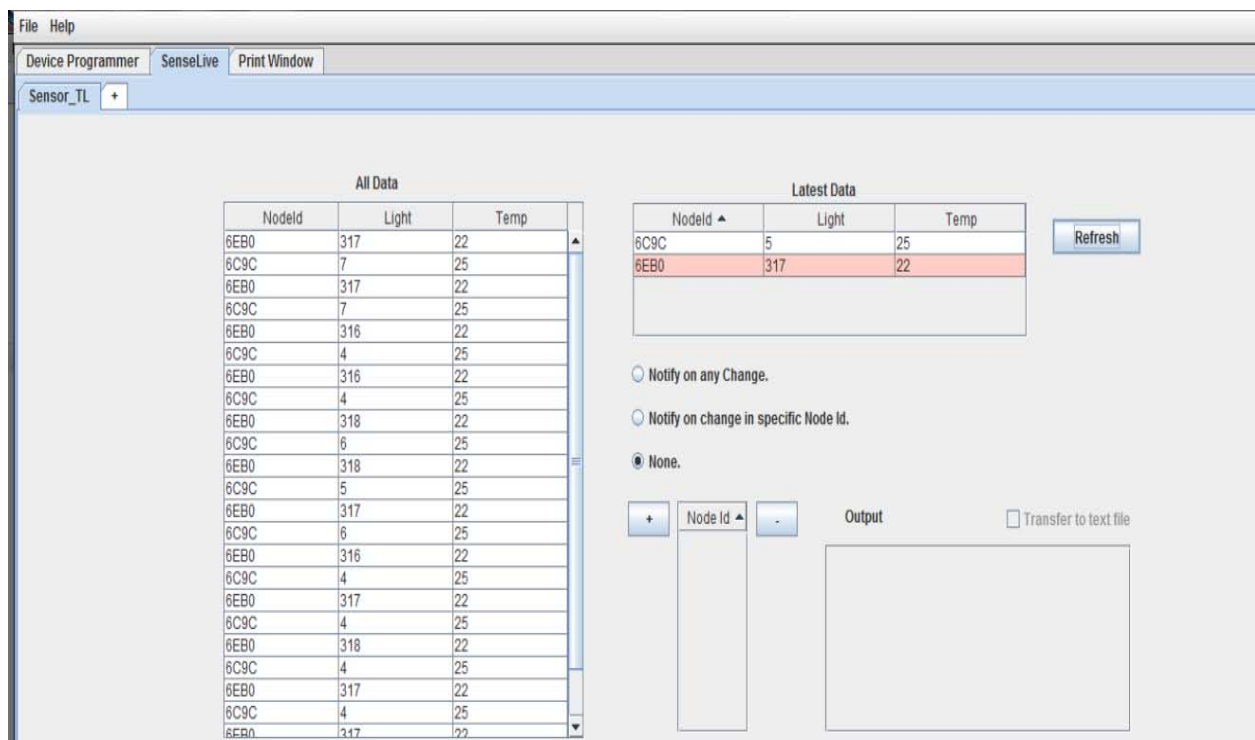 File Help
Device Programmer SenseLive Print Window
Sensor_TL +
All Data
NodeId Light Temp
6EB0 317 22
6C9C 7 25
6EB0 317 22
6C9C 7 25
6EB0 316 22
6C9C 4 25
6EB0 316 22
6C9C 4 25
6EB0 318 22
6C9C 6 25
6EB0 318 22
6C9C 5 25
6EB0 317 22
6C9C 6 25
6EB0 316 22
6C9C 4 25
6EB0 317 22
6C9C 4 25
6EB0 318 22
6C9C 4 25
6EB0 317 22
6C9C 4 25
6EB0 317 22
Latest Data
NodeId Light Temp
6C9C 5 25
6EB0 317 22
Refresh
Notify on any Change.
Notify on change in specific Node Id.
None.
+ Node Id - Output Transfer to text file